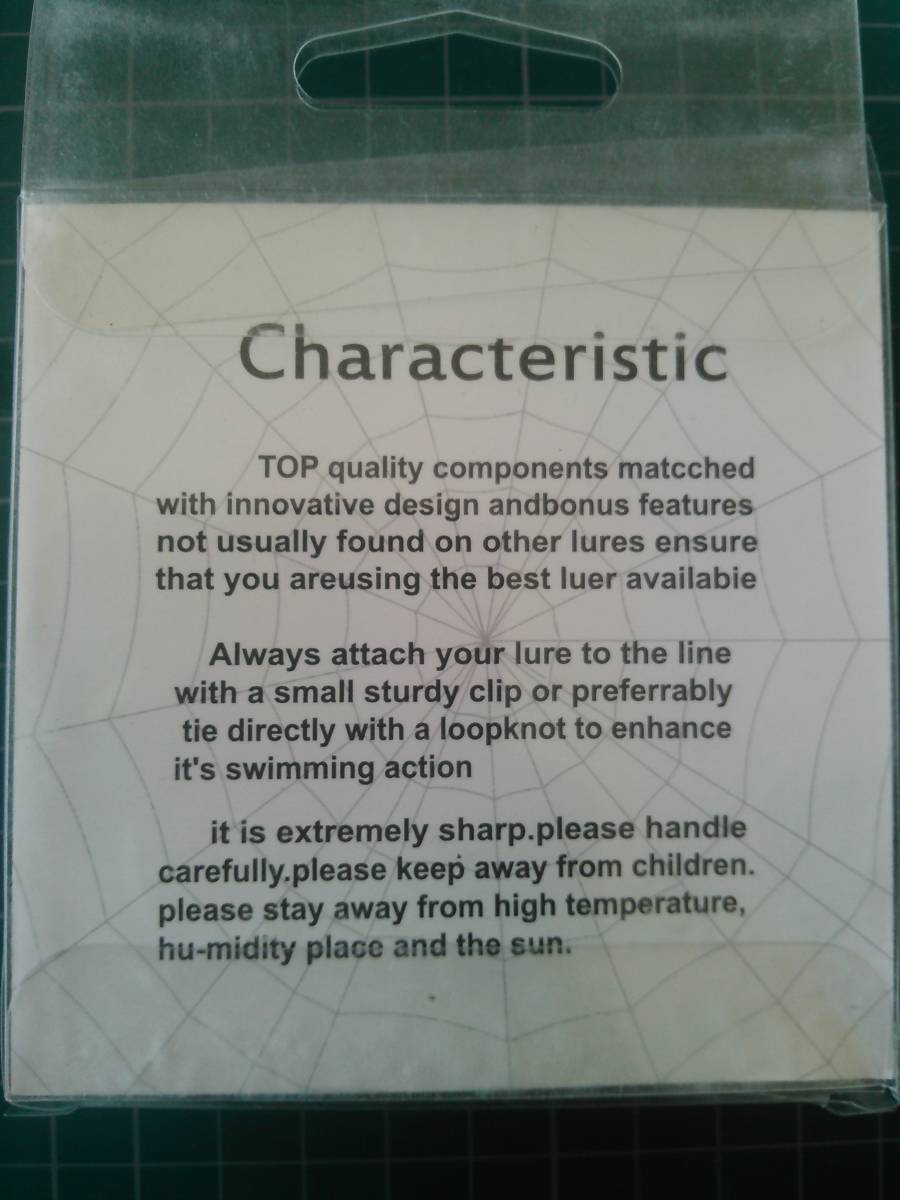 Characteristic
TOP quality components matcched
with innovative design andbonus features
not usually found on other lures ensure
that you areusing the best luer availabie
Always attach your lure to the line
with a small sturdy clip or preferrably
tie directly with a loopknot to enhance
it's swimming action
it is extremely sharp.please handle
carefully.please keep away from children.
please stay away from high temperature,
hu-midity place and the sun.